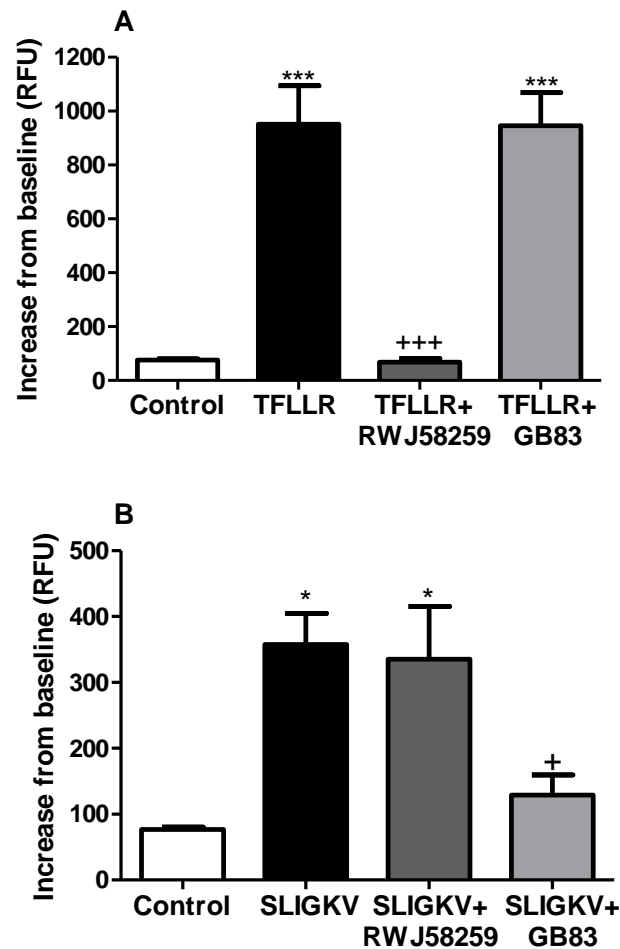 A
Increase from baseline (RFU)
1200
1000
800
600
400
200
0
***
+++
***
Control
TFLLR
TFLLR+
RWJ58259
TFLLR+
GB83
B
Increase from baseline (RFU)
500
400
300
200
100
0
*
*
+
Control
SLIGKV
SLIGKV+
RWJ58259
SLIGKV+
GB83